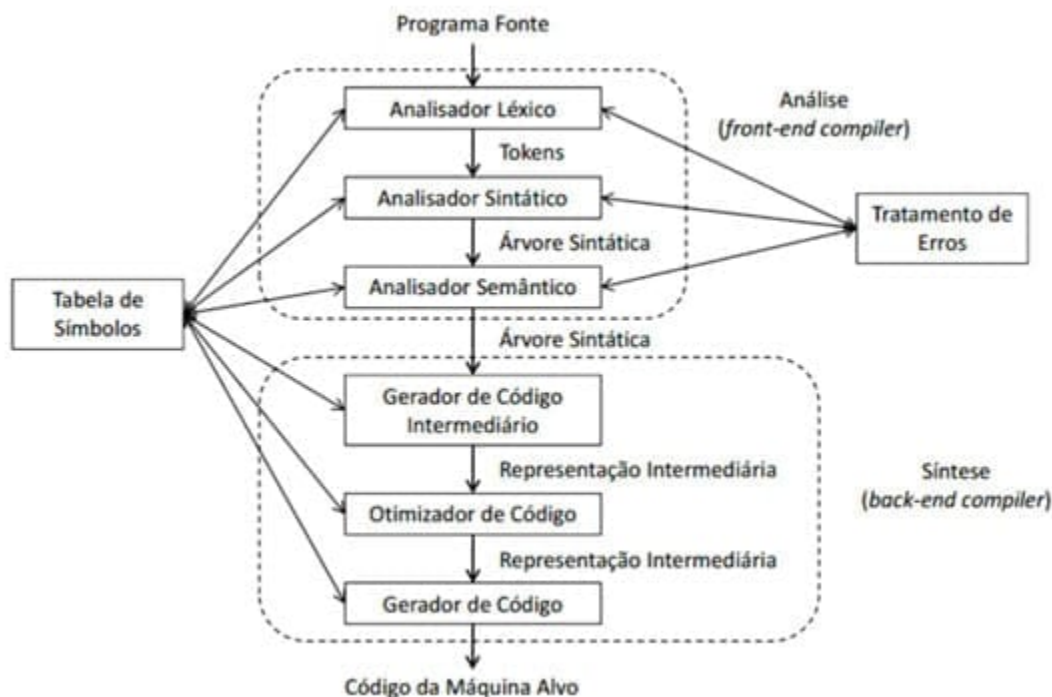 Programa Fonte
Analisador Léxico
Análise
(front-end compiler)
Tokens
Analisador Sintático
Tratamento de
Erros
Árvore Sintática
Analisador Semântico
Tabela de
Símbolos
Árvore Sintática
Gerador de Código
Intermediário
Representação Intermediária
Síntese
(back-end compiler)
Otimizador de Código
Representação Intermediária
Gerador de Código
Código da Máquina Alvo